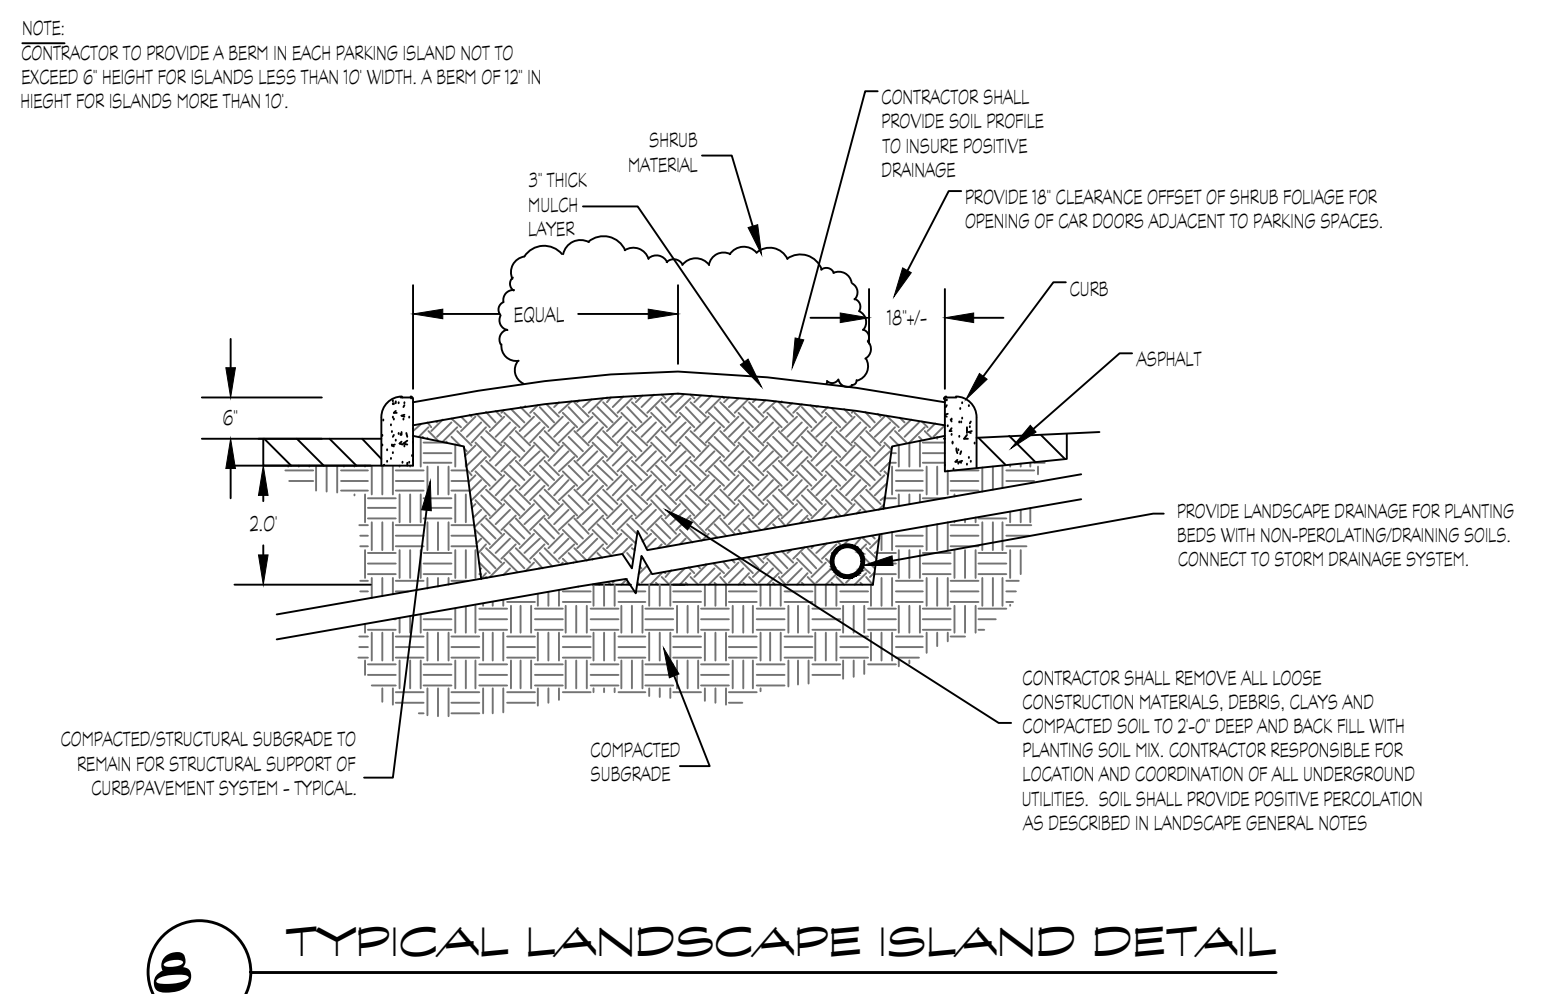 NOTE:
CONTRACTOR TO PROVIDE A BERM IN EACH PARKING ISLAND NOT TO
EXCEED 6" HEIGHT FOR ISLANDS LESS THAN 10' WIDTH. A BERM OF 12" IN
HIEGHT FOR ISLANDS MORE THAN 10'.
CONTRACTOR SHALL
PROVIDE SOIL PROFILE
TO INSURE POSITIVE
DRAINAGE
SHRUB
MATERIAL
3" THICK
MULCH
LAYER
PROVIDE 18" CLEARANCE OFFSET OF SHRUB FOLIAGE FOR
OPENING OF CAR DOORS ADJACENT TO PARKING SPACES.
CURB
EQUAL
18"+/-
ASPHALT
6"
2.0'
PROVIDE LANDSCAPE DRAINAGE FOR PLANTING
BEDS WITH NON-PEROLATING/DRAINING SOILS.
CONNECT TO STORM DRAINAGE SYSTEM.
CONTRACTOR SHALL REMOVE ALL LOOSE
CONSTRUCTION MATERIALS, DEBRIS, CLAYS AND
COMPACTED SOIL TO 2'-0" DEEP AND BACK FILL WITH
PLANTING SOIL MIX. CONTRACTOR RESPONSIBLE FOR
LOCATION AND COORDINATION OF ALL UNDERGROUND
UTILITIES.  SOIL SHALL PROVIDE POSITIVE PERCOLATION
AS DESCRIBED IN LANDSCAPE GENERAL NOTES
COMPACTED/STRUCTURAL SUBGRADE TO
REMAIN FOR STRUCTURAL SUPPORT OF
CURB/PAVEMENT SYSTEM - TYPICAL.
COMPACTED
SUBGRADE
8
TYPICAL LANDSCAPE ISLAND DETAIL